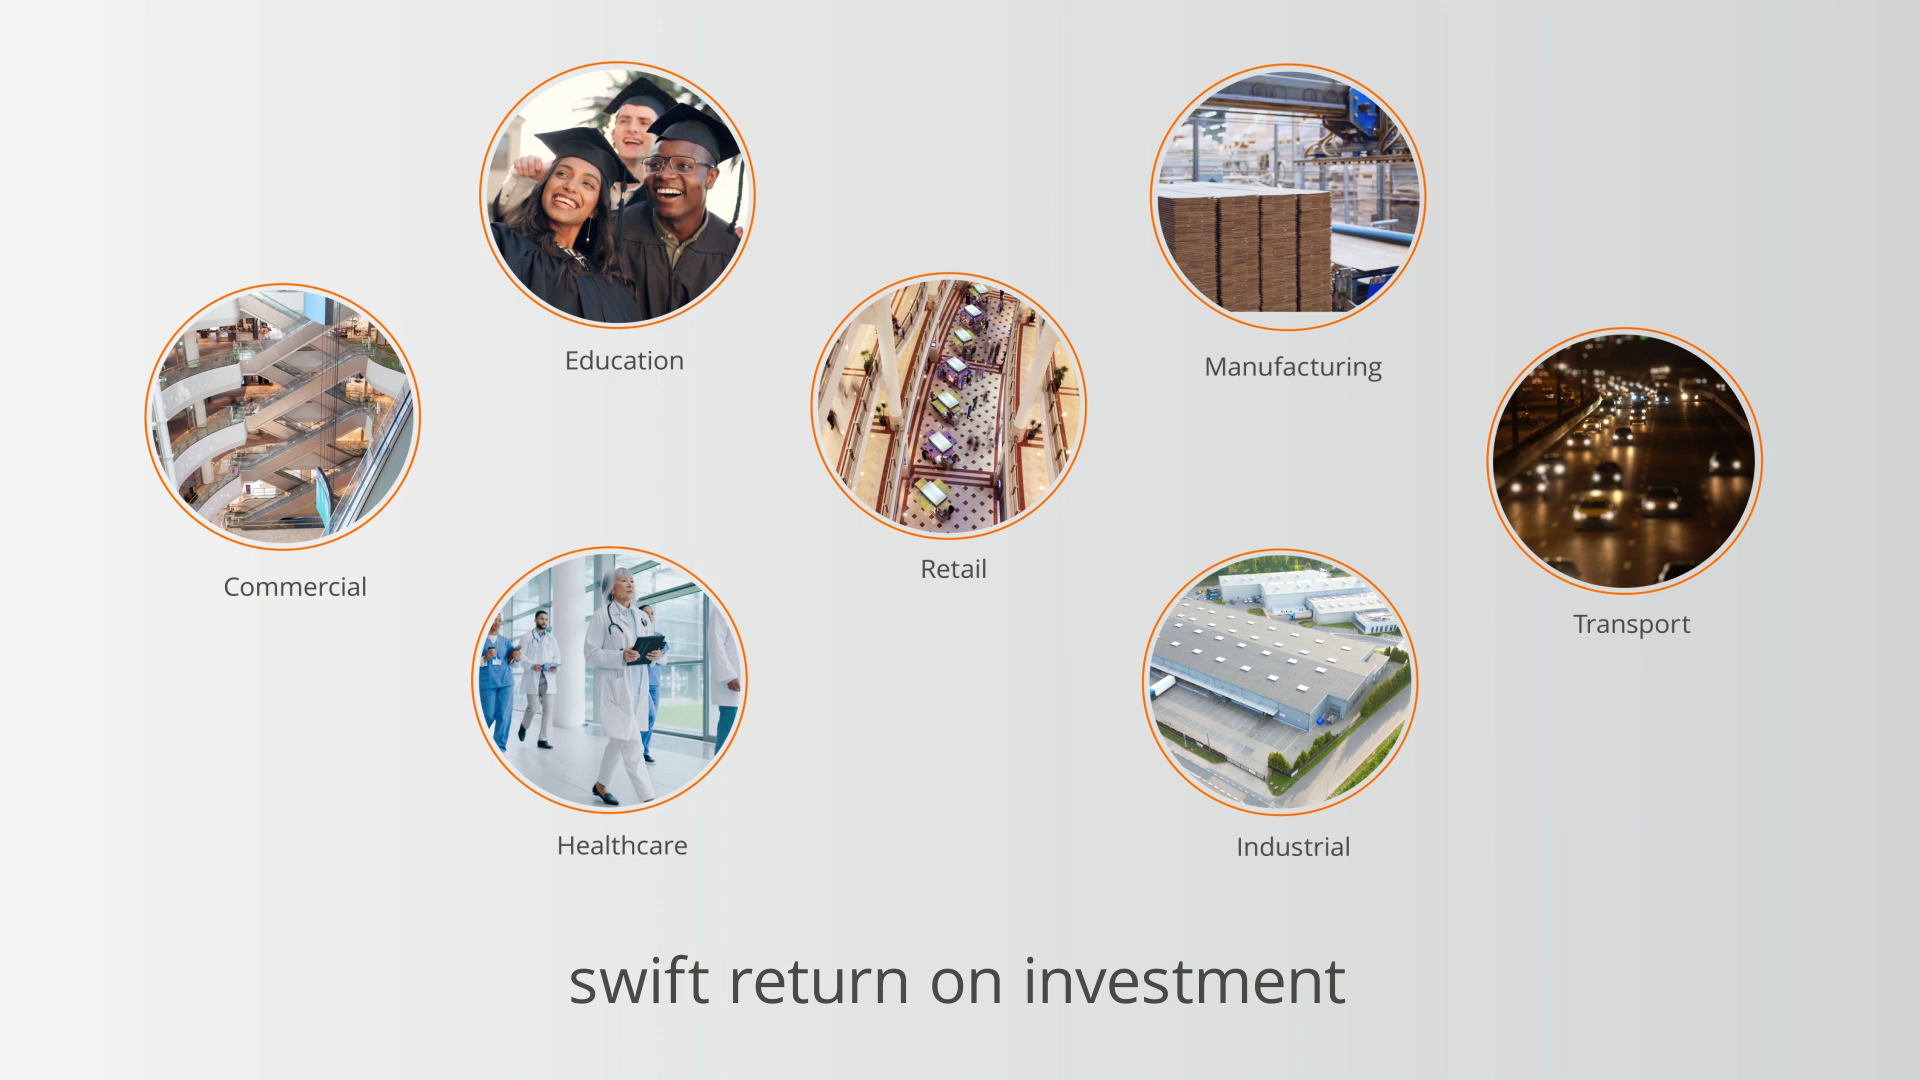 Education
Manufacturing
Commercial
Retail
Transport
Healthcare
Industrial
swift return on investment